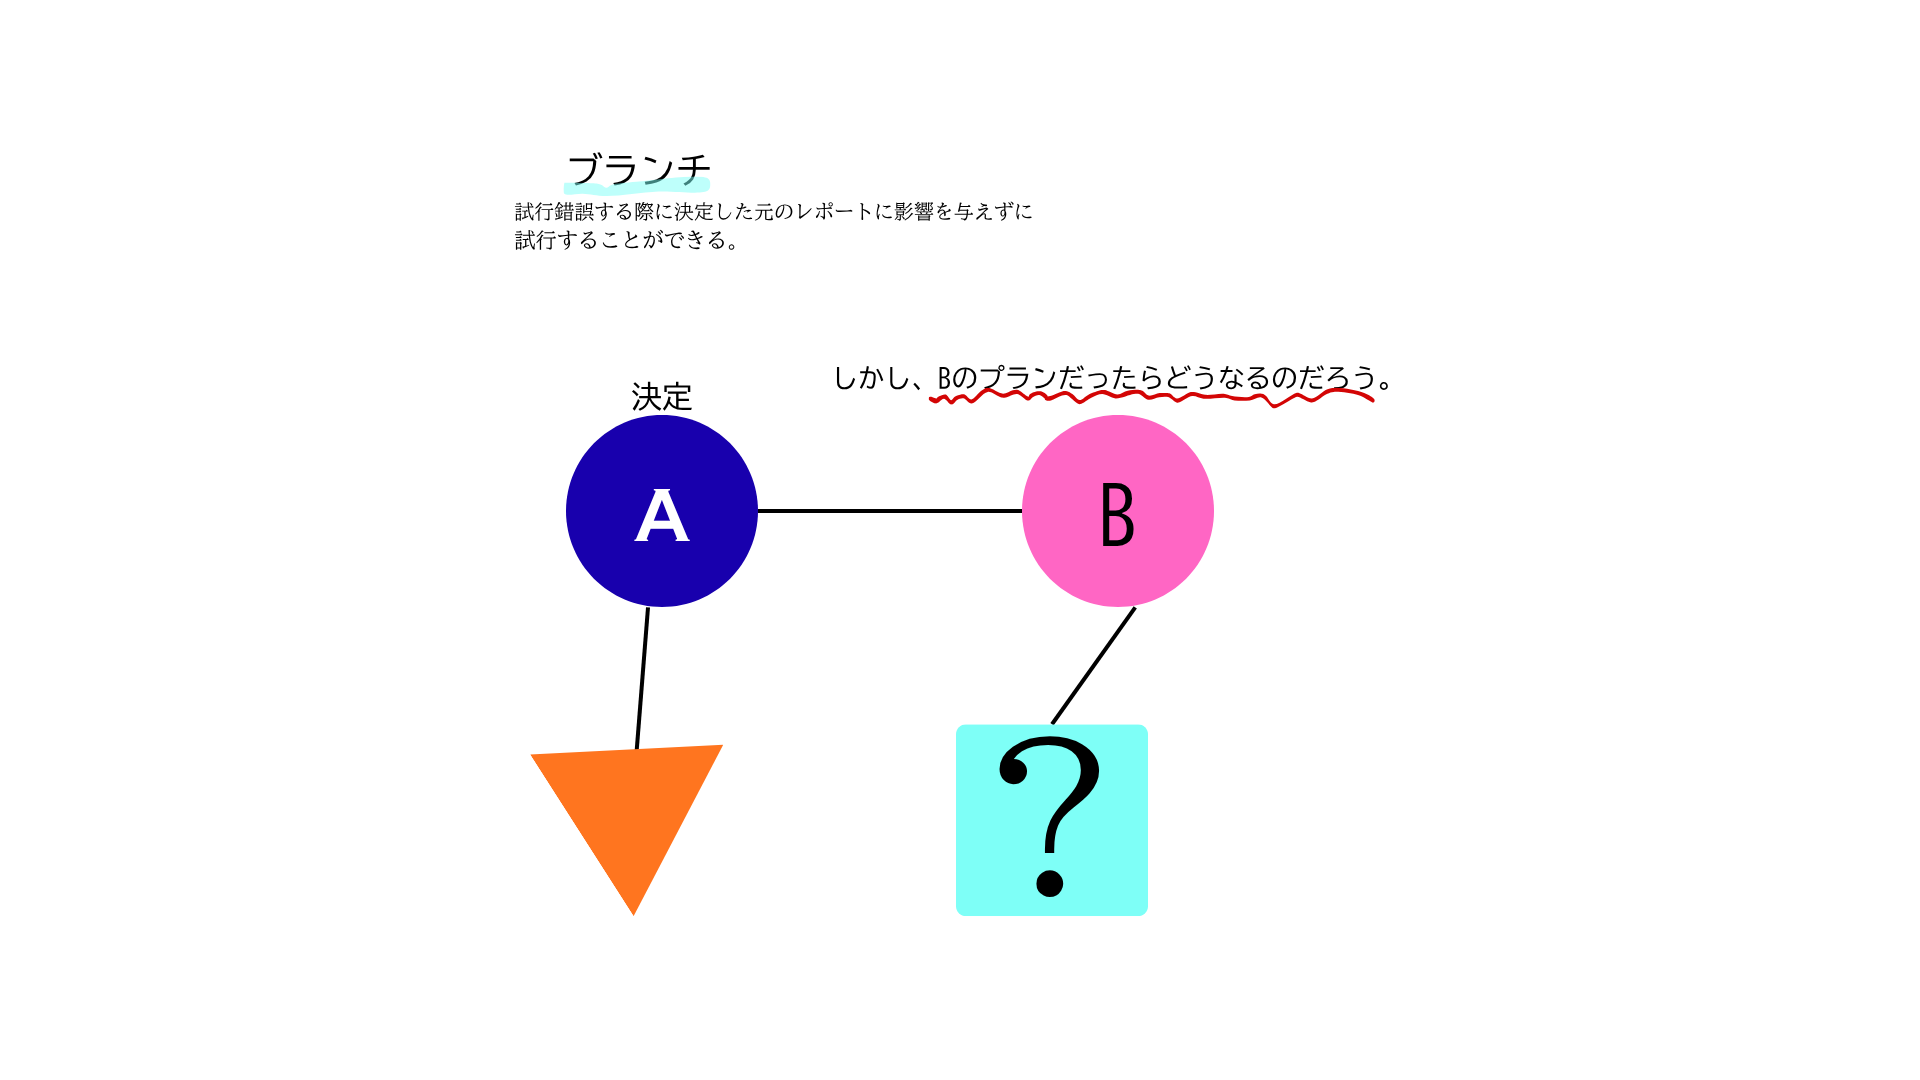 ブランチ
試行錯誤する際に決定した元のレポートに影響を与えずに
試行することができる。
しかし、Bのプランだったらどうなるのだろう。
決定
A
B
?